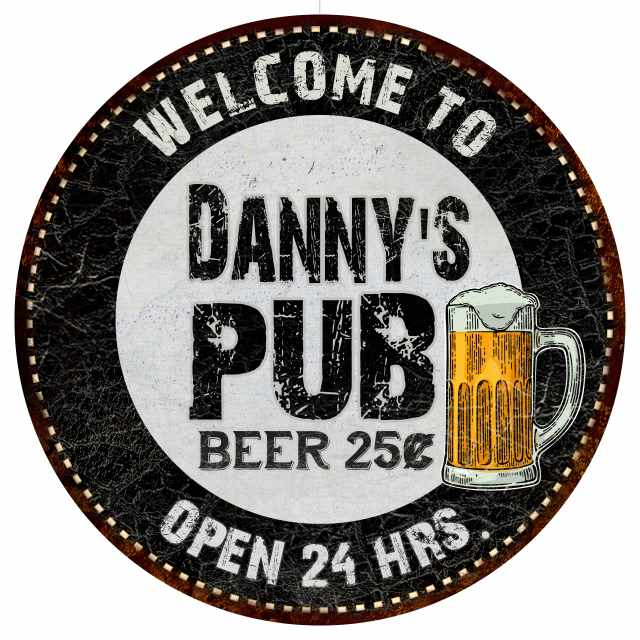 WELCOME TO
DANNY'S
PUB
BEER 25¢
OPEN 24 HRS.